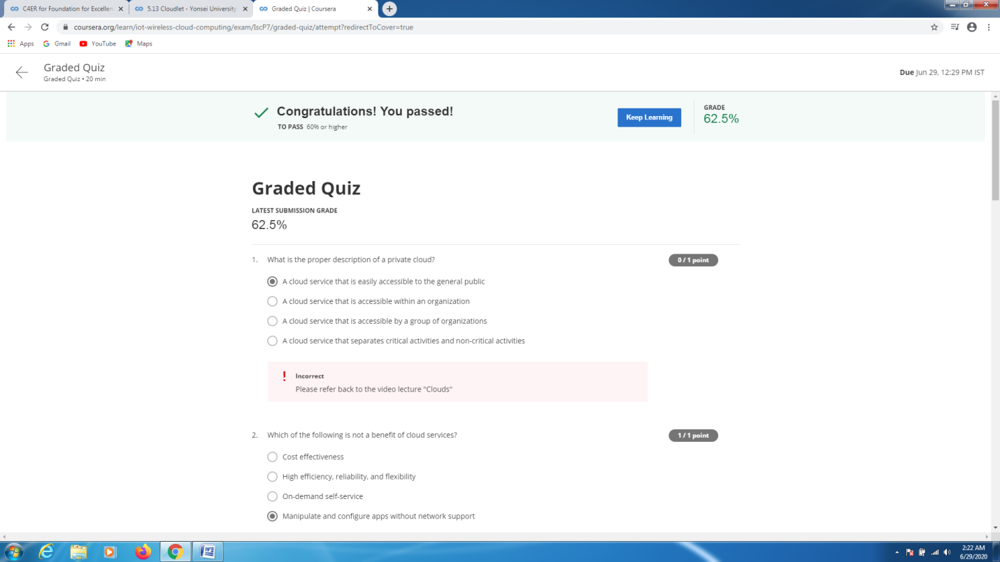 C4ER for Foundation for Excellen
5.13 Cloudlet - Yonsei University
Graded Quiz | Coursera
coursera.org/learn/iot-wireless-cloud-computing/exam/IscP7/graded-quiz/attempt?redirectToCover=true
Apps Gmail YouTube Maps
Graded Quiz
Graded Quiz • 20 min
Due Jun 29, 12:29 PM IST
Congratulations! You passed!
TO PASS 60% or higher
Keep Learning
GRADE
62.5%
Graded Quiz
LATEST SUBMISSION GRADE
62.5%
1. What is the proper description of a private cloud?
0 / 1 point
A cloud service that is easily accessible to the general public
A cloud service that is accessible within an organization
A cloud service that is accessible by a group of organizations
A cloud service that separates critical activities and non-critical activities
! Incorrect
Please refer back to the video lecture "Clouds"
2. Which of the following is not a benefit of cloud services?
1 / 1 point
Cost effectiveness
High efficiency, reliability, and flexibility
On-demand self-service
Manipulate and configure apps without network support
2:22 AM
6/29/2020